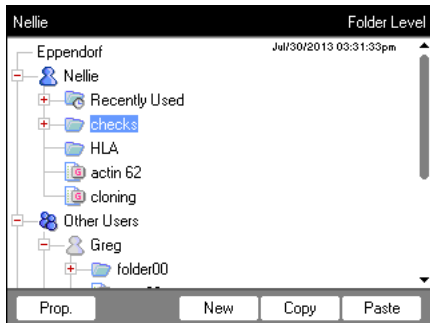 Nellie Folder Level
Eppendorf Jul/30/2013 03:31:33pm
Nellie
Recently Used
checks
HLA
G actin 62
G cloning
Other Users
Greg
folder00
Prop. New Copy Paste